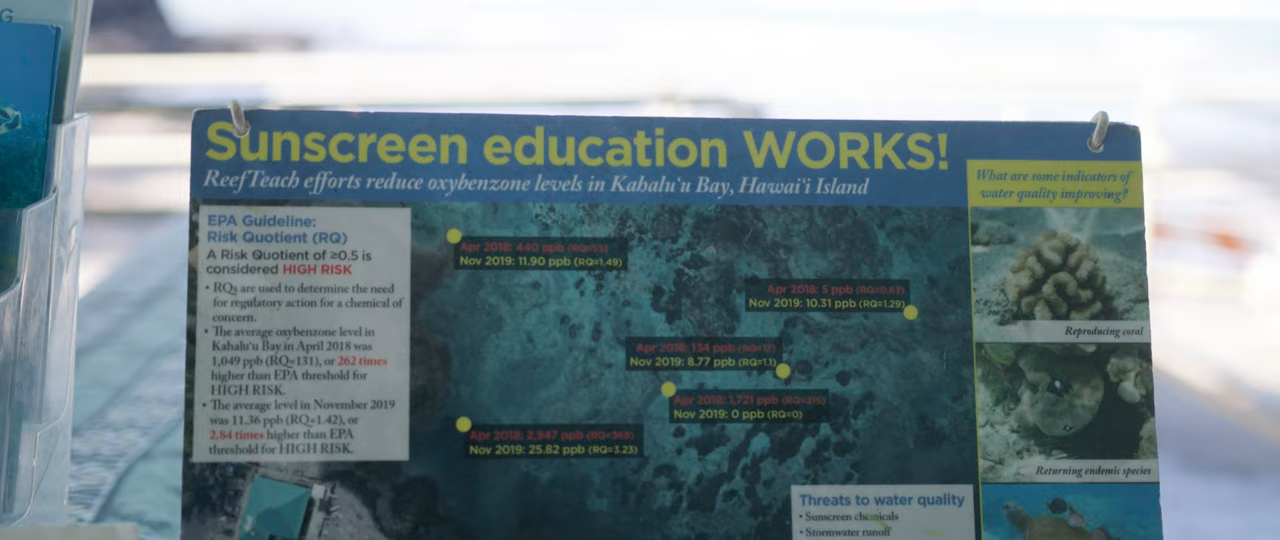 G
Sunscreen education WORKS!
ReefTeach efforts reduce oxybenzone levels in Kahalu‘u Bay, Hawai‘i Island
What are some indicators of
water quality improving?
EPA Guideline:
Risk Quotient (RQ)
A Risk Quotient of ≥0.5 is
considered HIGH RISK
• RQs are used to determine the need
for regulatory action for a chemical of
concern.
• The average oxybenzone level in
Kahalu‘u Bay in April 2018 was
1,049 ppb (RQ=131), or 262 times
higher than EPA threshold for
HIGH RISK.
• The average level in November 2019
was 11.36 ppb (RQ=1.42), or
2.84 times higher than EPA
threshold for HIGH RISK.
Apr 2018: 440 ppb (RQ=55)
Nov 2019: 11.90 ppb (RQ=1.49)
Apr 2018: 5 ppb (RQ=0.63)
Nov 2019: 10.31 ppb (RQ=1.29)
Apr 2018: 134 ppb (RQ=17)
Nov 2019: 8.77 ppb (RQ=1.1)
Apr 2018: 1,721 ppb (RQ=215)
Nov 2019: 0 ppb (RQ=0)
Apr 2018: 2,947 ppb (RQ=368)
Nov 2019: 25.82 ppb (RQ=3.23)
Reproducing coral
Returning endemic species
Threats to water quality
• Sunscreen chemicals
• Stormwater runoff